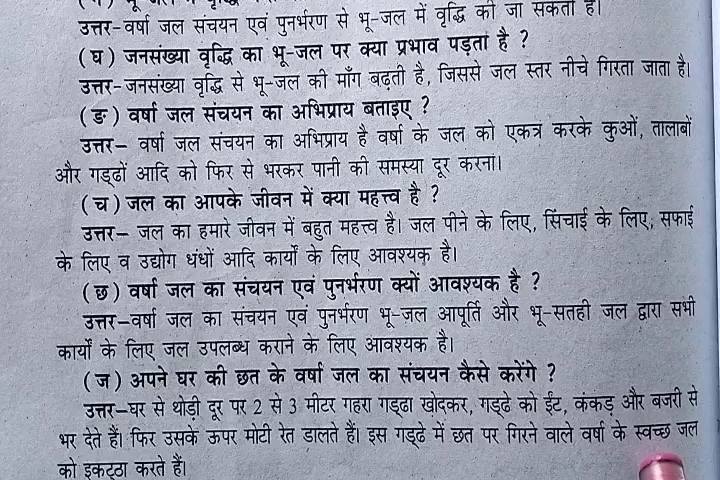 उत्तर-वर्षा जल संचयन एवं पुनर्भरण से भू-जल में वृद्धि की जा सकती है।
(घ) जनसंख्या वृद्धि का भू-जल पर क्या प्रभाव पड़ता है ?
उत्तर-जनसंख्या वृद्धि से भू-जल की माँग बढ़ती है, जिससे जल स्तर नीचे गिरता जाता है।
(ङ) वर्षा जल संचयन का अभिप्राय बताइए ?
उत्तर– वर्षा जल संचयन का अभिप्राय है वर्षा के जल को एकत्र करके कुओं, तालाबों
और गड्ढों आदि को फिर से भरकर पानी की समस्या दूर करना।
(च) जल का आपके जीवन में क्या महत्त्व है ?
उत्तर– जल का हमारे जीवन में बहुत महत्त्व है। जल पीने के लिए, सिंचाई के लिए, सफाई
के लिए व उद्योग धंधों आदि कार्यों के लिए आवश्यक है।
(छ) वर्षा जल का संचयन एवं पुनर्भरण क्यों आवश्यक है ?
उत्तर–वर्षा जल का संचयन एवं पुनर्भरण भू-जल आपूर्ति और भू-सतही जल द्वारा सभी
कार्यों के लिए जल उपलब्ध कराने के लिए आवश्यक है।
(ज) अपने घर की छत के वर्षा जल का संचयन कैसे करेंगे ?
उत्तर–घर से थोड़ी दूर पर 2 से 3 मीटर गहरा गड्ढा खोदकर, गड्ढे को ईंट, कंकड़ और बजरी से
भर देते हैं। फिर उसके ऊपर मोटी रेत डालते हैं। इस गड्ढे में छत पर गिरने वाले वर्षा के स्वच्छ जल
को इकट्ठा करते हैं।